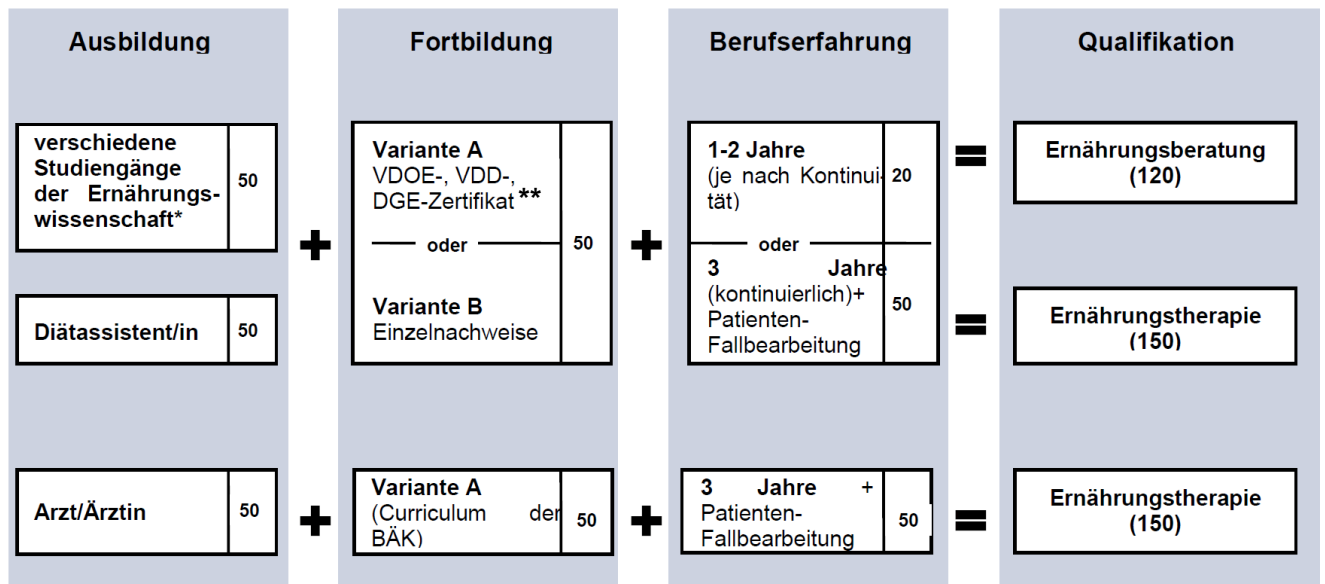 Ausbildung
Fortbildung
Berufserfahrung
Qualifikation
verschiedene
Studiengänge
der Ernährungs-
wissenschaft*
50
Variante A
VDOE-, VDD-,
DGE-Zertifikat **
oder
Variante B
Einzelnachweise
50
1-2 Jahre
(je nach Kontinui-
tät)
20
oder
3 Jahre
(kontinuierlich)+
Patienten-
Fallbearbeitung
50
=
Ernährungsberatung
(120)
+
+
Diätassistent/in
50
=
Ernährungstherapie
(150)
Arzt/Ärztin
50
+
Variante A
(Curriculum der
BÄK)
50
+
3 Jahre +
Patienten-
Fallbearbeitung
50
=
Ernährungstherapie
(150)